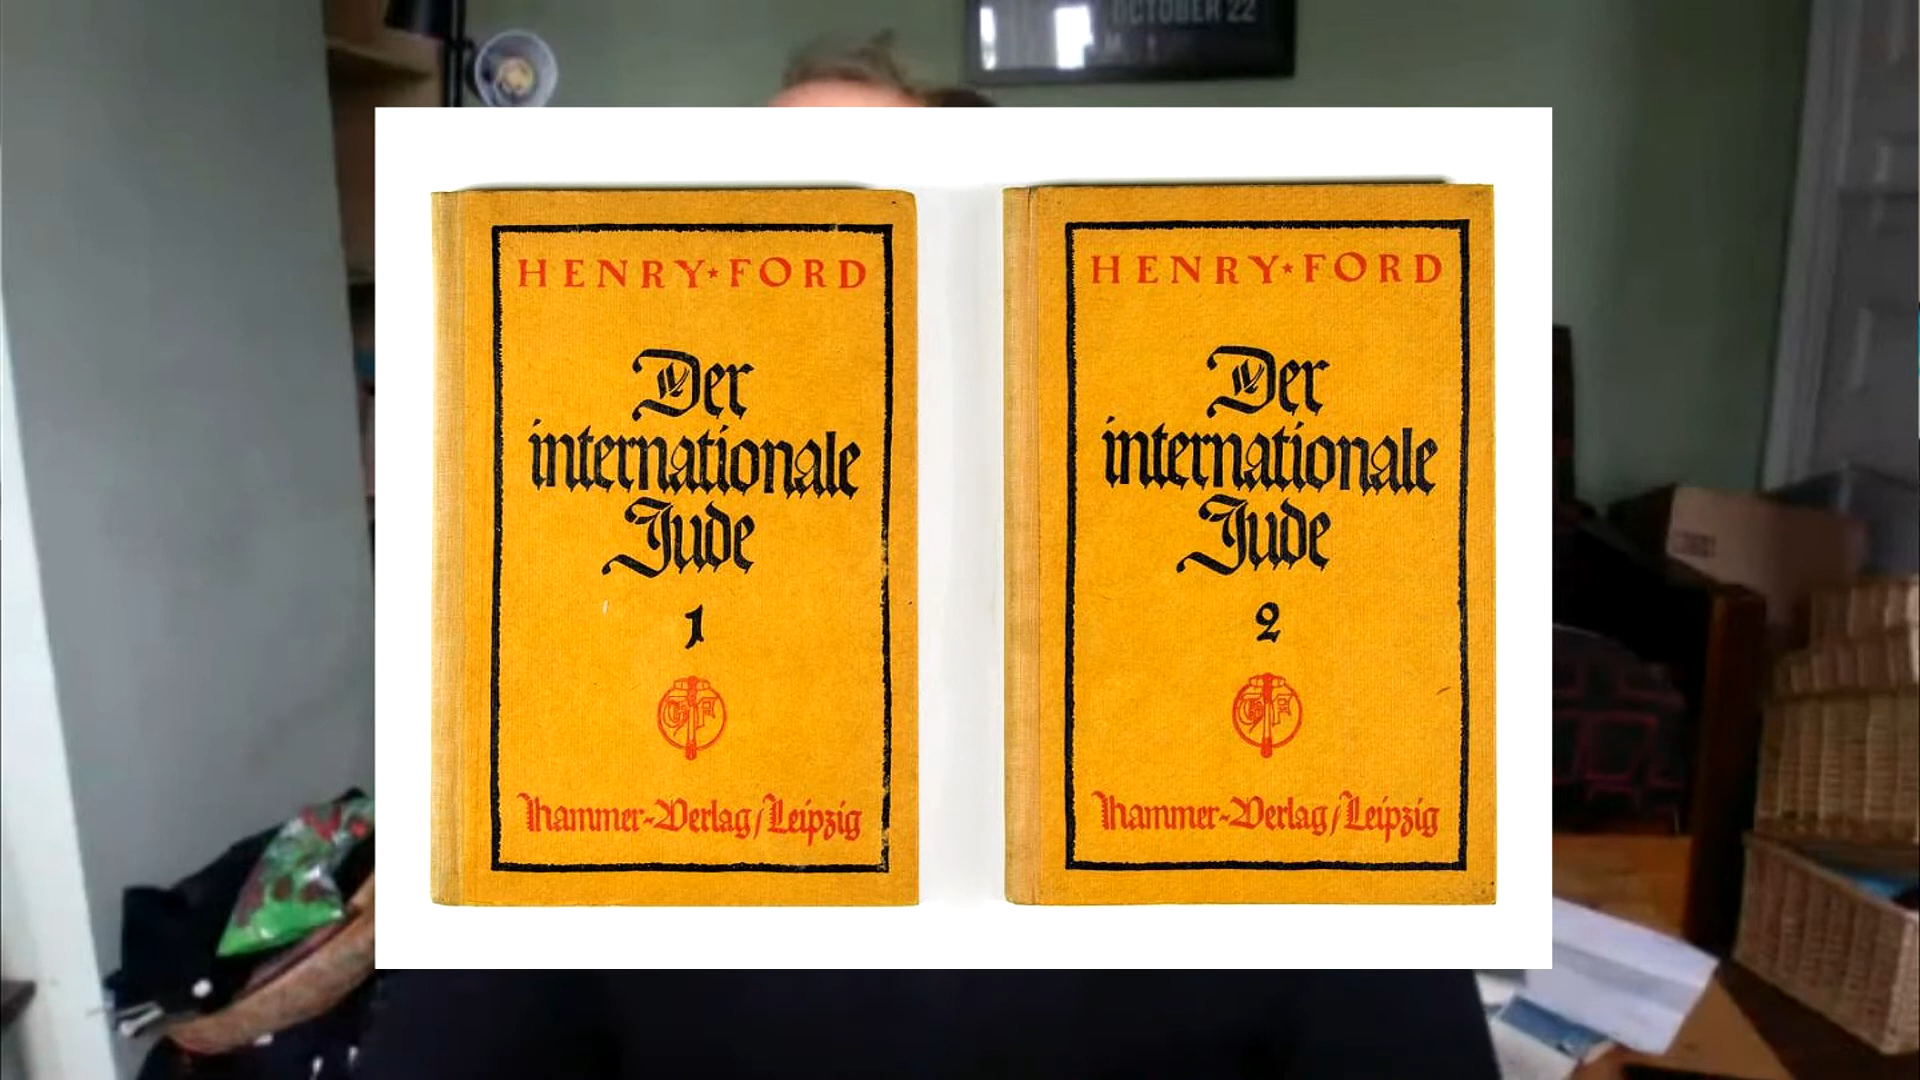 OCTOBER 22
HENRY★FORD
Der
internationale
Jude
1
Hammer-Verlag/Leipzig
HENRY★FORD
Der
internationale
Jude
2
Hammer-Verlag/Leipzig